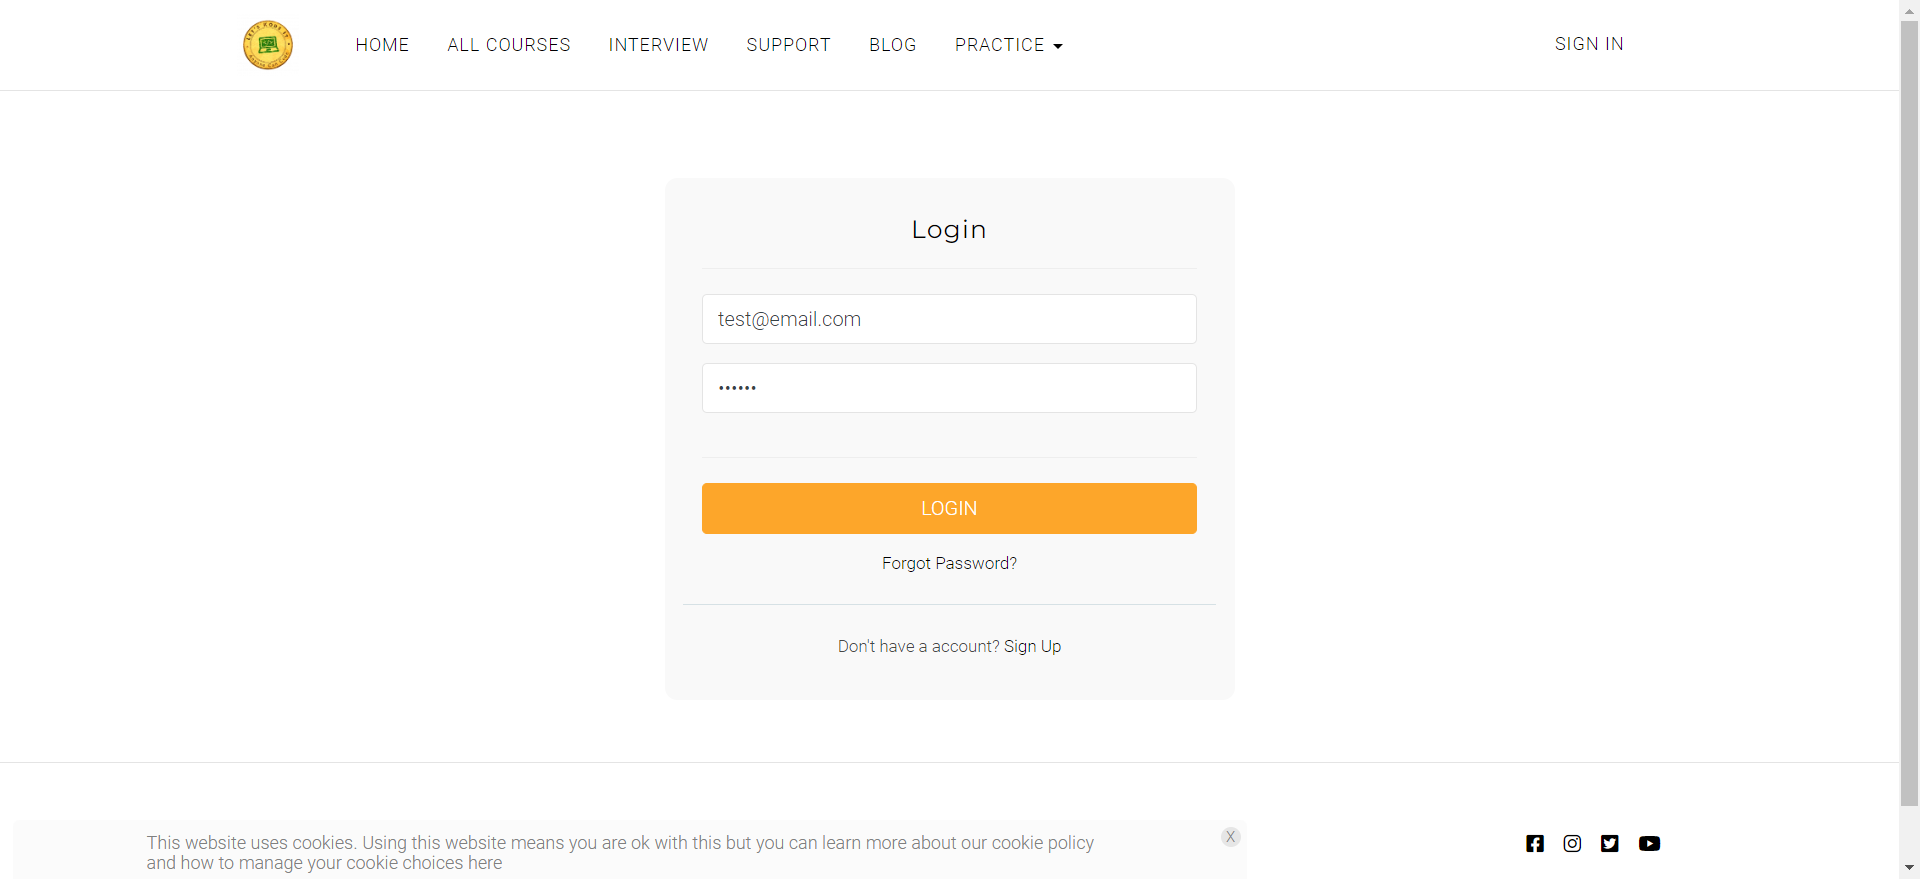 HOME ALL COURSES INTERVIEW SUPPORT BLOG PRACTICE SIGN IN
Login
test@email.com
••••••
LOGIN
Forgot Password?
Don't have a account? Sign Up
This website uses cookies. Using this website means you are ok with this but you can learn more about our cookie policy
and how to manage your cookie choices here
X